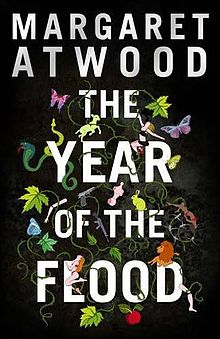 MARGARET
ATWOOD
THE
YEAR
OF THE
FLOOD